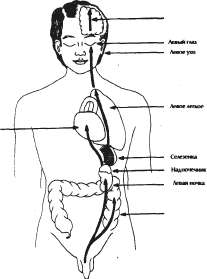 Левый глаз
Левое ухо
Левое легкое
Селезенка
Надпочечник
Левая почка